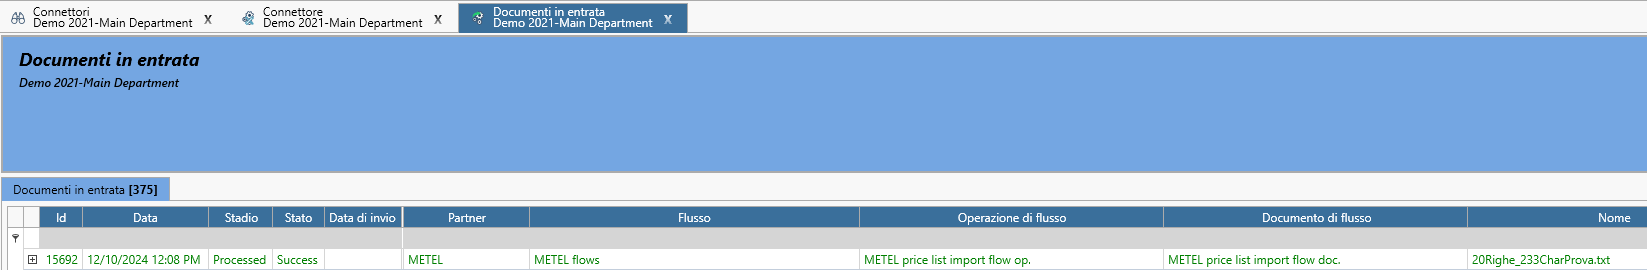 Connettori
Demo 2021-Main Department X
Connettore
Demo 2021-Main Department X
Documenti in entrata
Demo 2021-Main Department X
Documenti in entrata
Demo 2021-Main Department
Documenti in entrata [375]
Id Data Stadio Stato Data di invio Partner Flusso Operazione di flusso Documento di flusso Nome
15692 12/10/2024 12:08 PM Processed Success METEL METEL flows METEL price list import flow op. METEL price list import flow doc. 20Righe_233CharProva.txt